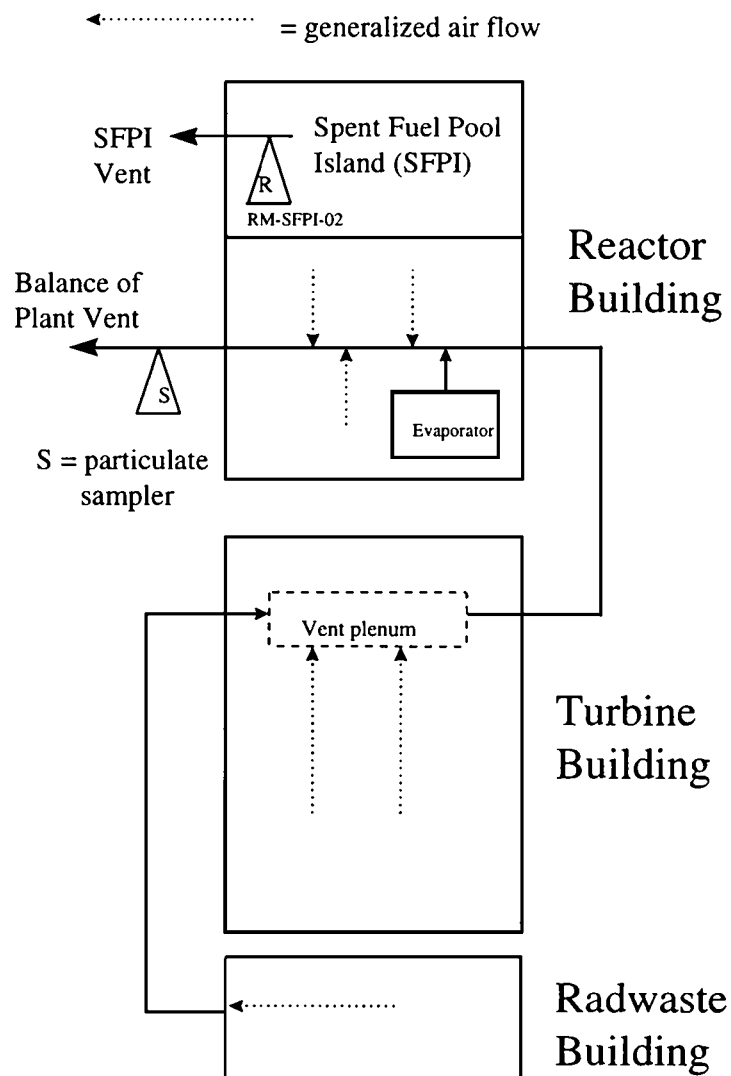 = generalized air flow
SFPI
Vent
Spent Fuel Pool
Island (SFPI)
R
RM-SFPI-02
Reactor
Building
Balance of
Plant Vent
S
Evaporator
S = particulate
sampler
Vent plenum
Turbine
Building
Radwaste
Building